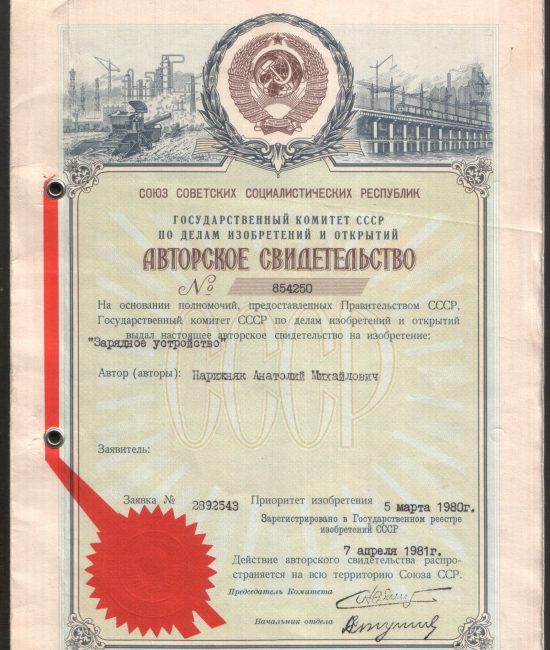 СОЮЗ СОВЕТСКИХ СОЦИАЛИСТИЧЕСКИХ РЕСПУБЛИК
ГОСУДАРСТВЕННЫЙ КОМИТЕТ СССР
ПО ДЕЛАМ ИЗОБРЕТЕНИЙ И ОТКРЫТИЙ
АВТОРСКОЕ СВИДЕТЕЛЬСТВО
№ 854250
На основании полномочий, предоставленных Правительством СССР,
Государственный комитет СССР по делам изобретений и открытий
выдал настоящее авторское свидетельство на изобретение:
"Зарядное устройство"
Автор (авторы): Парижняк Анатолий Михайлович
СССР
Заявитель:
Заявка № 2892543 Приоритет изобретения 5 марта 1980г.
Зарегистрировано в Государственном реестре
изобретений СССР
7 апреля 1981г.
Действие авторского свидетельства распро-
страняется на всю территорию Союза ССР.
Председатель Комитета
Начальник отдела